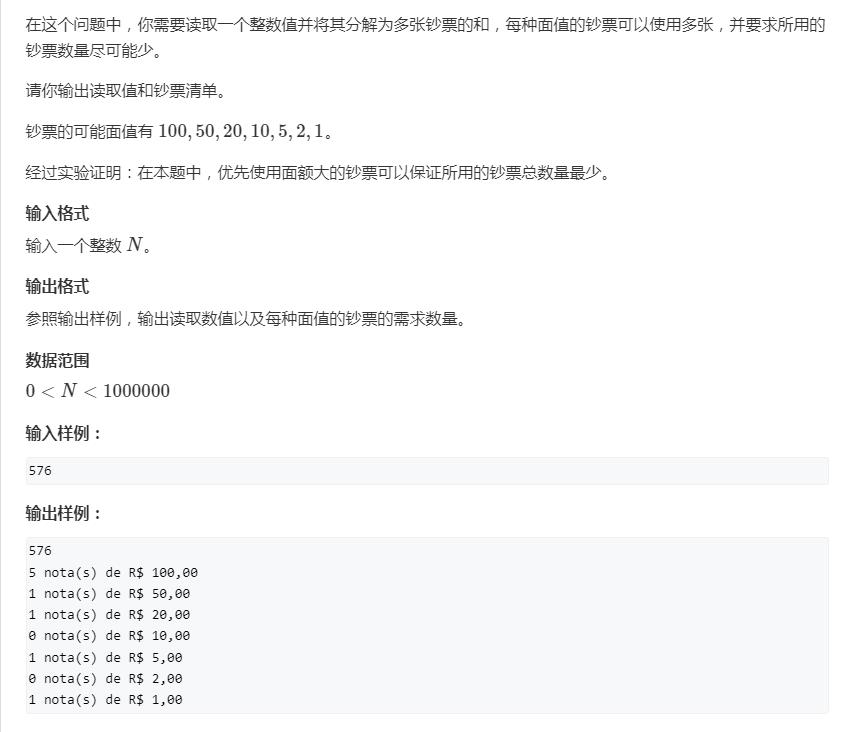 在这个问题中，你需要读取一个整数值并将其分解为多张钞票的和，每种面值的钞票可以使用多张，并要求所用的
钞票数量尽可能少。
请你输出读取值和钞票清单。
钞票的可能面值有 100, 50, 20, 10, 5, 2, 1。
经过实验证明：在本题中，优先使用面额大的钞票可以保证所用的钞票总数量最少。
输入格式
输入一个整数 N。
输出格式
参照输出样例，输出读取数值以及每种面值的钞票的需求数量。
数据范围
0 < N < 1000000
输入样例：
576
输出样例：
576
5 nota(s) de R$ 100,00
1 nota(s) de R$ 50,00
1 nota(s) de R$ 20,00
0 nota(s) de R$ 10,00
1 nota(s) de R$ 5,00
0 nota(s) de R$ 2,00
1 nota(s) de R$ 1,00